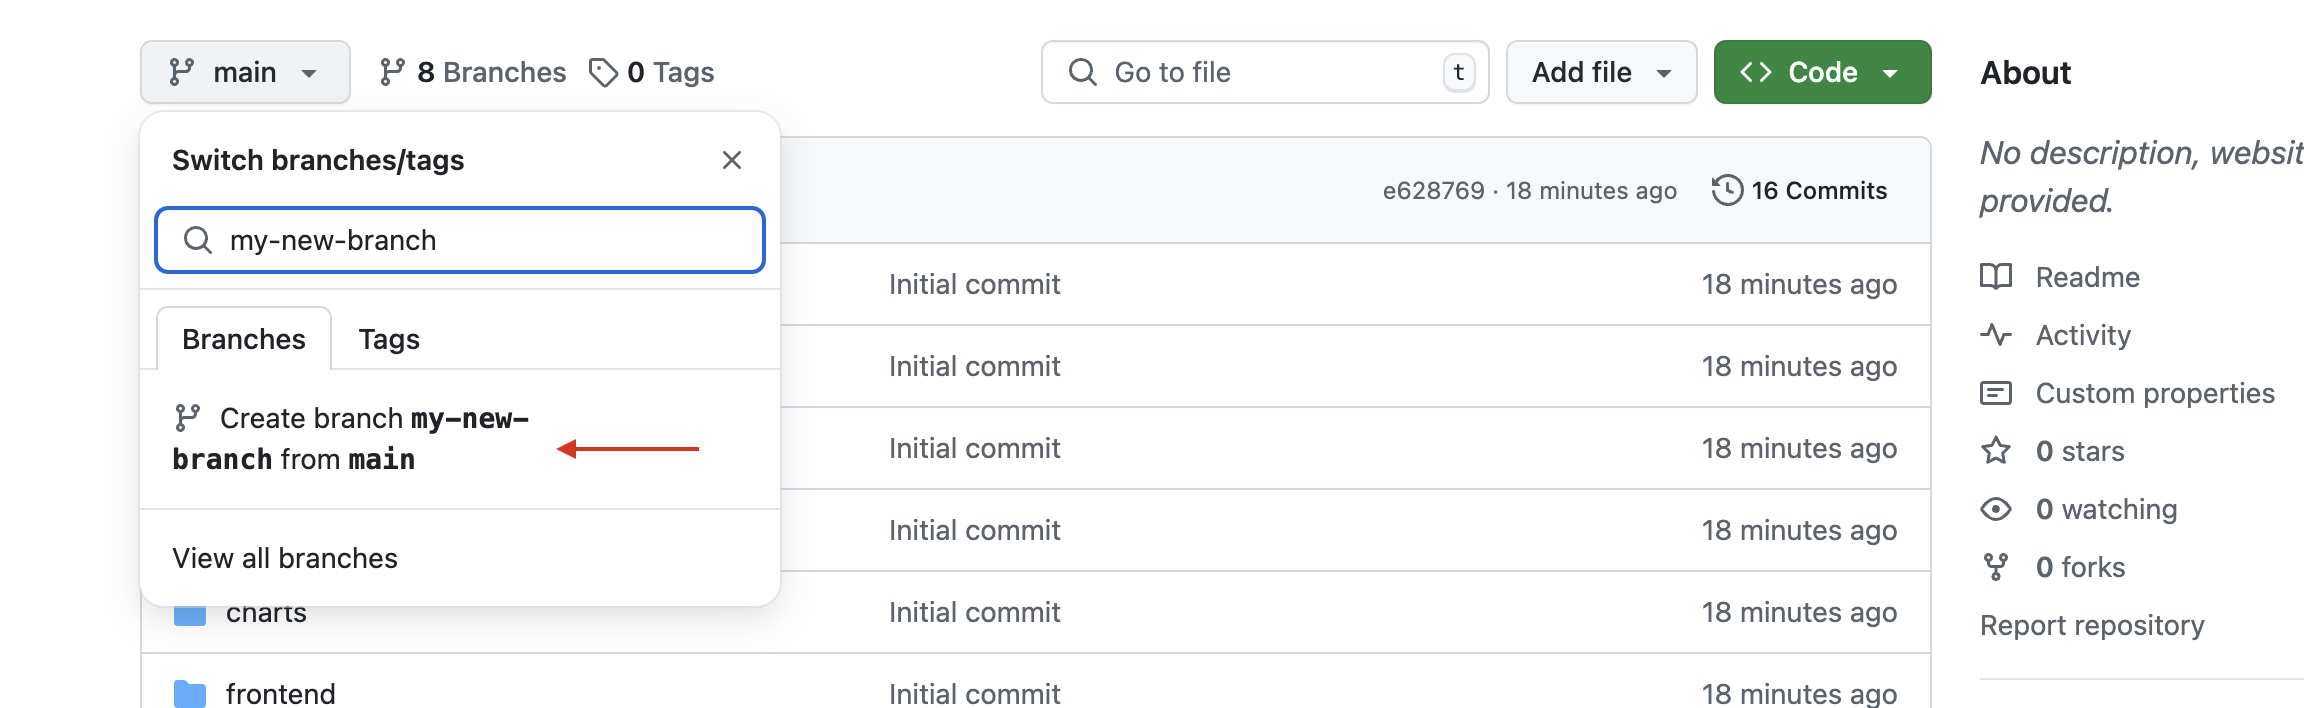 main
8 Branches
0 Tags
Go to file
t
Add file
Code
Switch branches/tags
my-new-branch
Branches
Tags
Create branch my-new-
branch from main
View all branches
e628769 · 18 minutes ago
16 Commits
Initial commit
18 minutes ago
Initial commit
18 minutes ago
Initial commit
18 minutes ago
Initial commit
18 minutes ago
charts
Initial commit
18 minutes ago
frontend
Initial commit
18 minutes ago
About
No description, websit
provided.
Readme
Activity
Custom properties
0 stars
0 watching
0 forks
Report repository